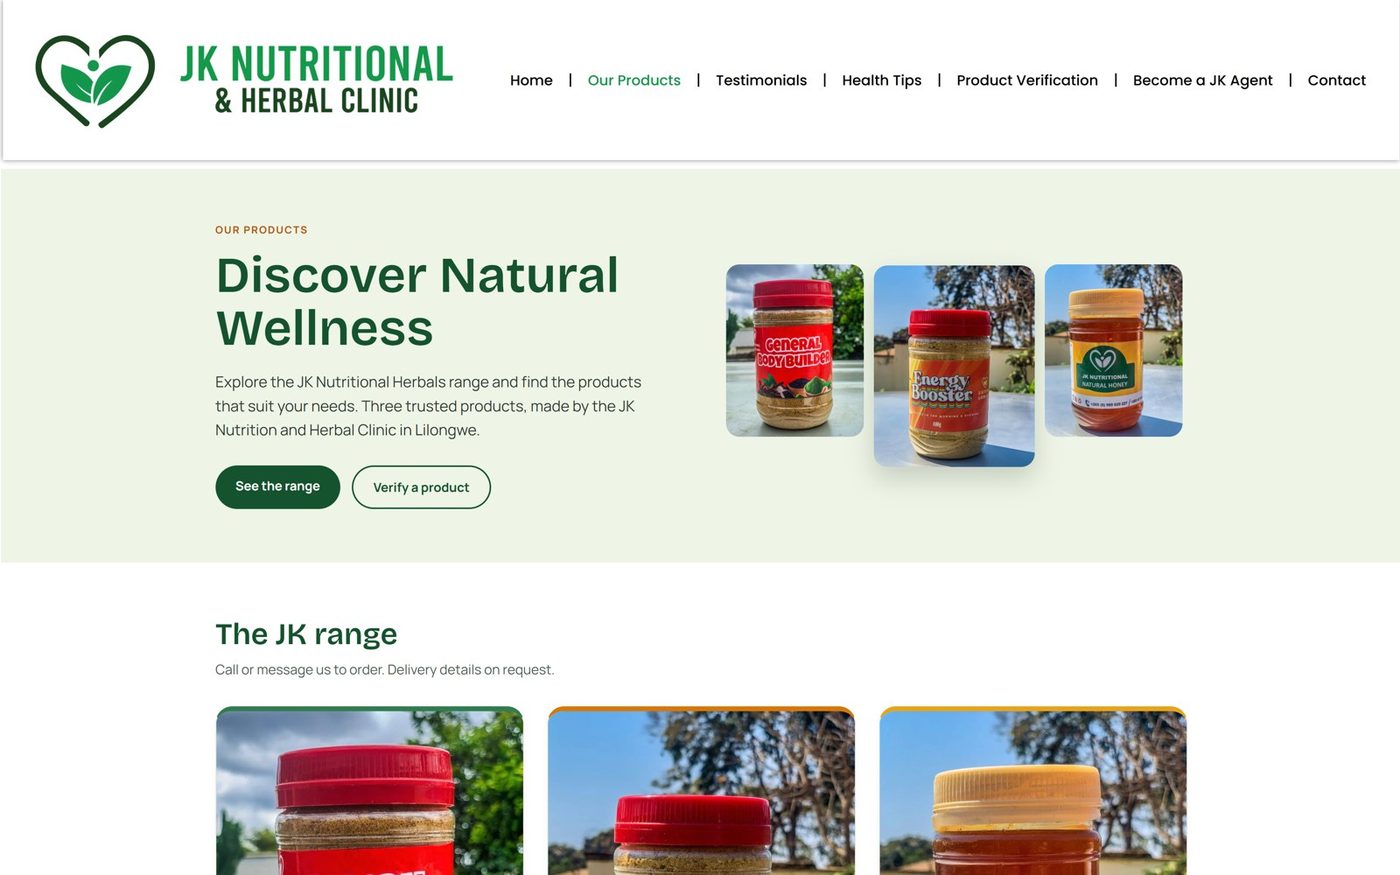 JK NUTRITIONAL
& HERBAL CLINIC
Home | Our Products | Testimonials | Health Tips | Product Verification | Become a JK Agent | Contact
OUR PRODUCTS
Discover Natural
Wellness
Explore the JK Nutritional Herbals range and find the products
that suit your needs. Three trusted products, made by the JK
Nutrition and Herbal Clinic in Lilongwe.
See the range
Verify a product
GENERAL
BODY BUILDER
Energy
Booster
JK NUTRITIONAL
NATURAL HONEY
The JK range
Call or message us to order. Delivery details on request.